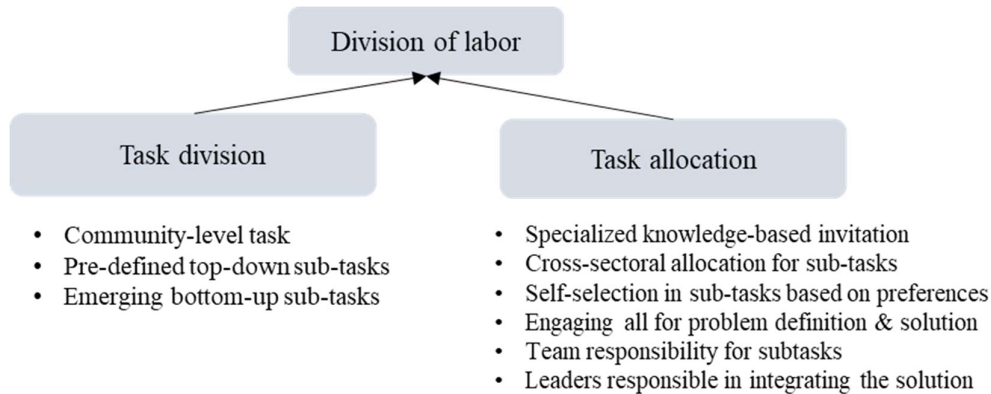 Division of labor
Task division
Task allocation
• Community-level task
• Pre-defined top-down sub-tasks
• Emerging bottom-up sub-tasks
• Specialized knowledge-based invitation
• Cross-sectoral allocation for sub-tasks
• Self-selection in sub-tasks based on preferences
• Engaging all for problem definition & solution
• Team responsibility for subtasks
• Leaders responsible in integrating the solution